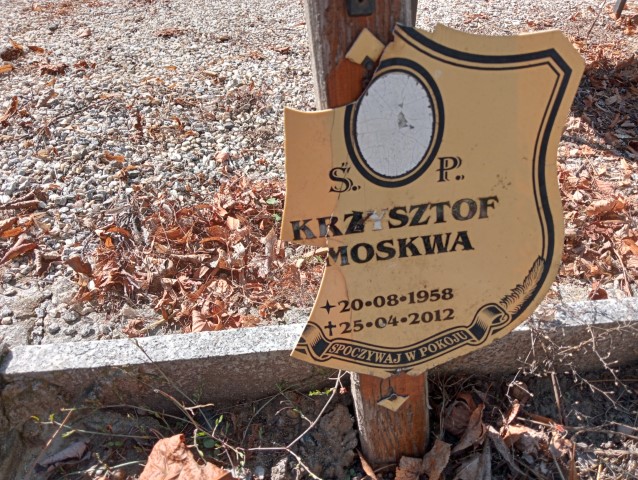 Ś. P.
KRZYSZTOF
MOSKWA
20•08•1958
✝25•04•2012
SPOCZYWAJ W POKOJU